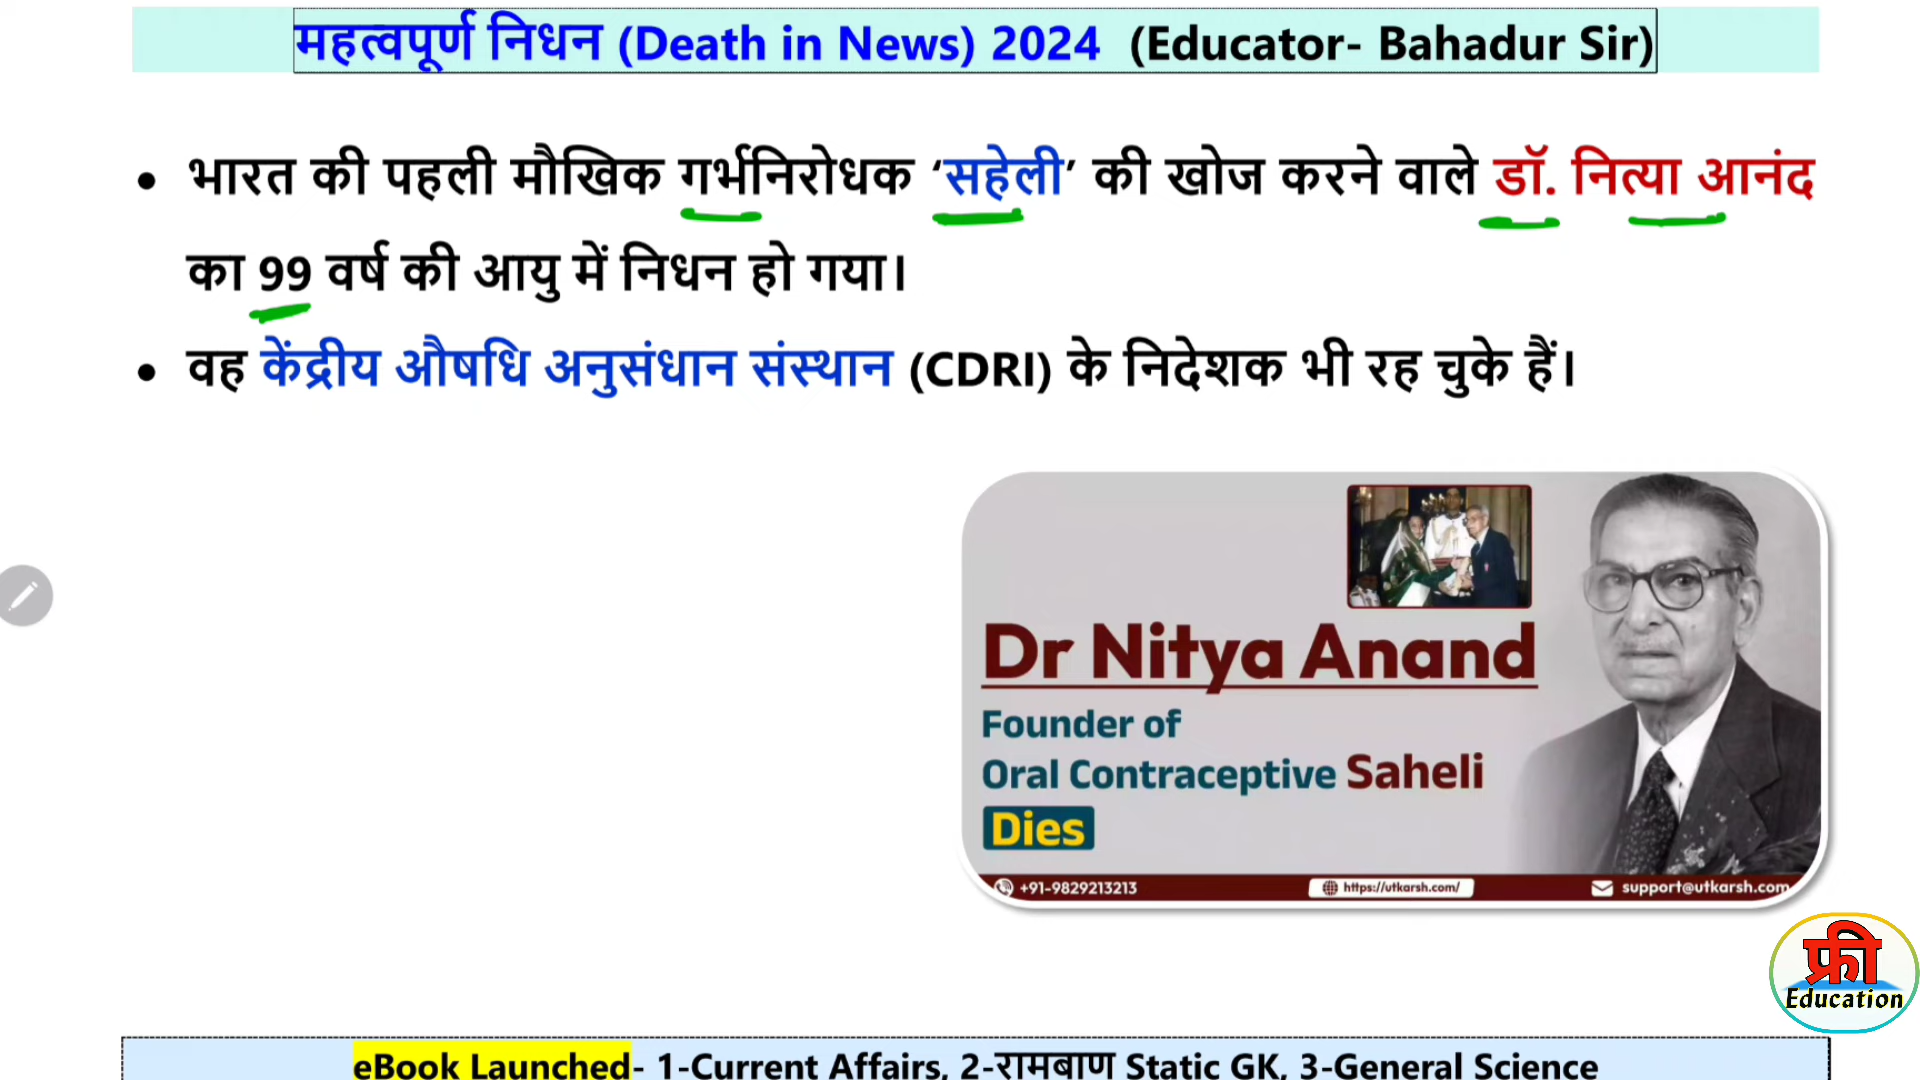 महत्वपूर्ण निधन (Death in News) 2024 (Educator- Bahadur Sir)
• भारत की पहली मौखिक गर्भनिरोधक ‘सहेली’ की खोज करने वाले डॉ. नित्या आनंद
का 99 वर्ष की आयु में निधन हो गया।
• वह केंद्रीय औषधि अनुसंधान संस्थान (CDRI) के निदेशक भी रह चुके हैं।
Dr Nitya Anand
Founder of
Oral Contraceptive Saheli
Dies
+91-9829213213 https://utkarsh.com/ support@utkarsh.com
फ्री
Education
eBook Launched- 1-Current Affairs, 2-रामबाण Static GK, 3-General Science